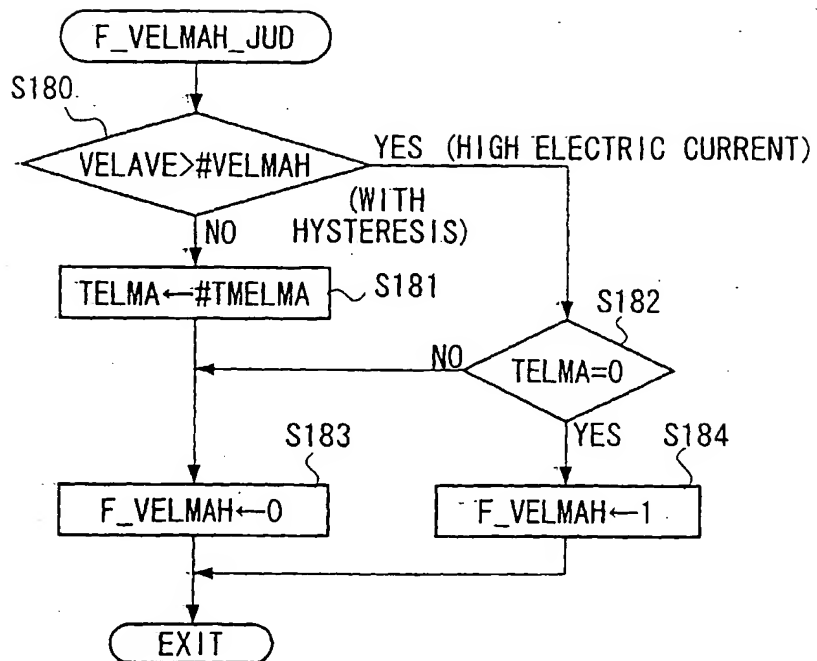 F_VELMAH_JUD
S180
VELAVE>#VELMAH
YES (HIGH ELECTRIC CURRENT)
(WITH
HYSTERESIS)
NO
TELMA←#TMELMA
S181
S182
TELMA=0
NO
YES
S183
F_VELMAH←0
S184
F_VELMAH←1
EXIT